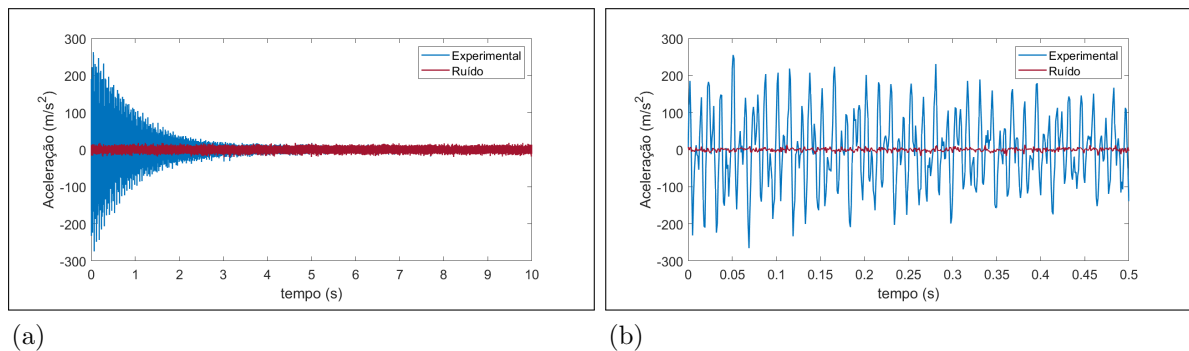 300
200
100
0
-100
-200
-300
Aceleração (m/s²)
0 1 2 3 4 5 6 7 8 9 10
tempo (s)
Experimental
Ruído
(a)
300
200
100
0
-100
-200
-300
Aceleração (m/s²)
0 0.05 0.1 0.15 0.2 0.25 0.3 0.35 0.4 0.45 0.5
tempo (s)
Experimental
Ruído
(b)